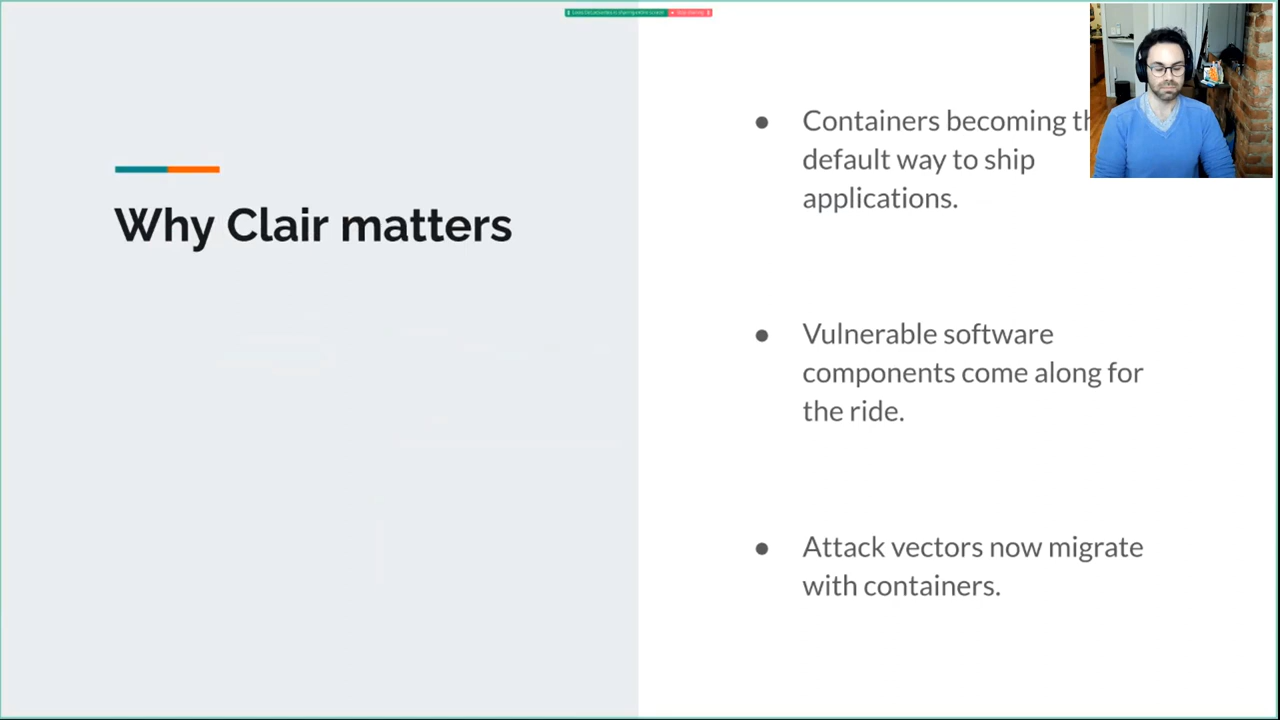 Why Clair matters
● Containers becoming th
default way to ship
applications.
● Vulnerable software
components come along for
the ride.
● Attack vectors now migrate
with containers.